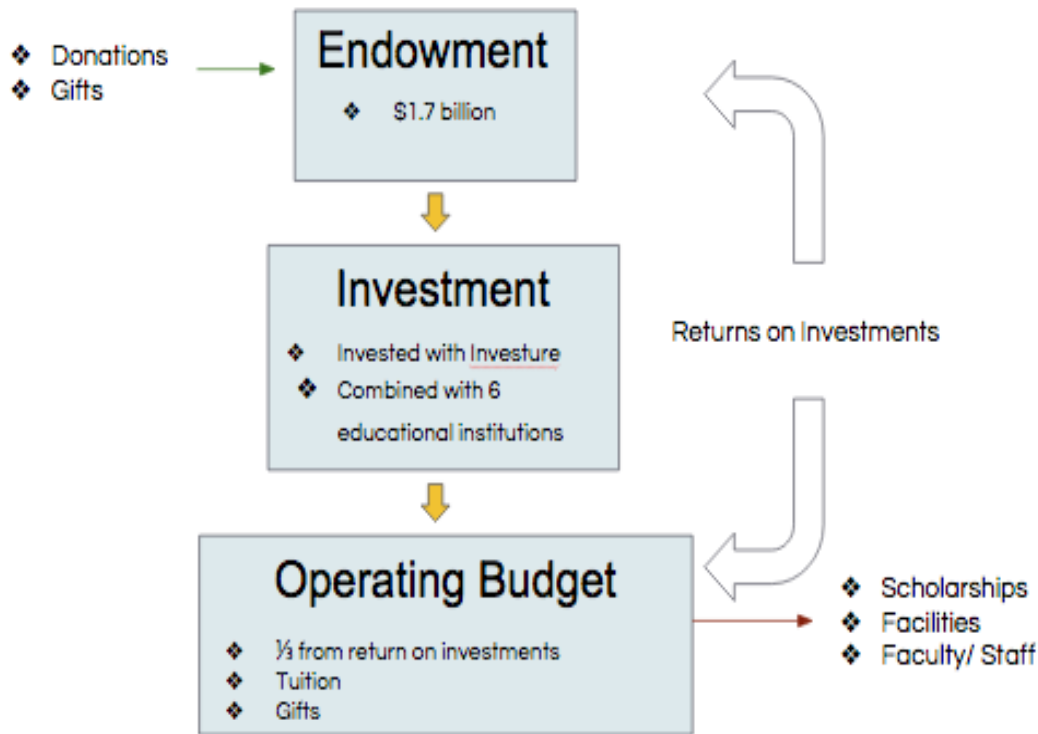 ❖ Donations
❖ Gifts
Endowment
❖ $1.7 billion
Investment
❖ Invested with Investure
❖ Combined with 6
educational institutions
Returns on Investments
Operating Budget
❖ ⅓ from return on investments
❖ Tuition
❖ Gifts
❖ Scholarships
❖ Facilities
❖ Faculty/ Staff